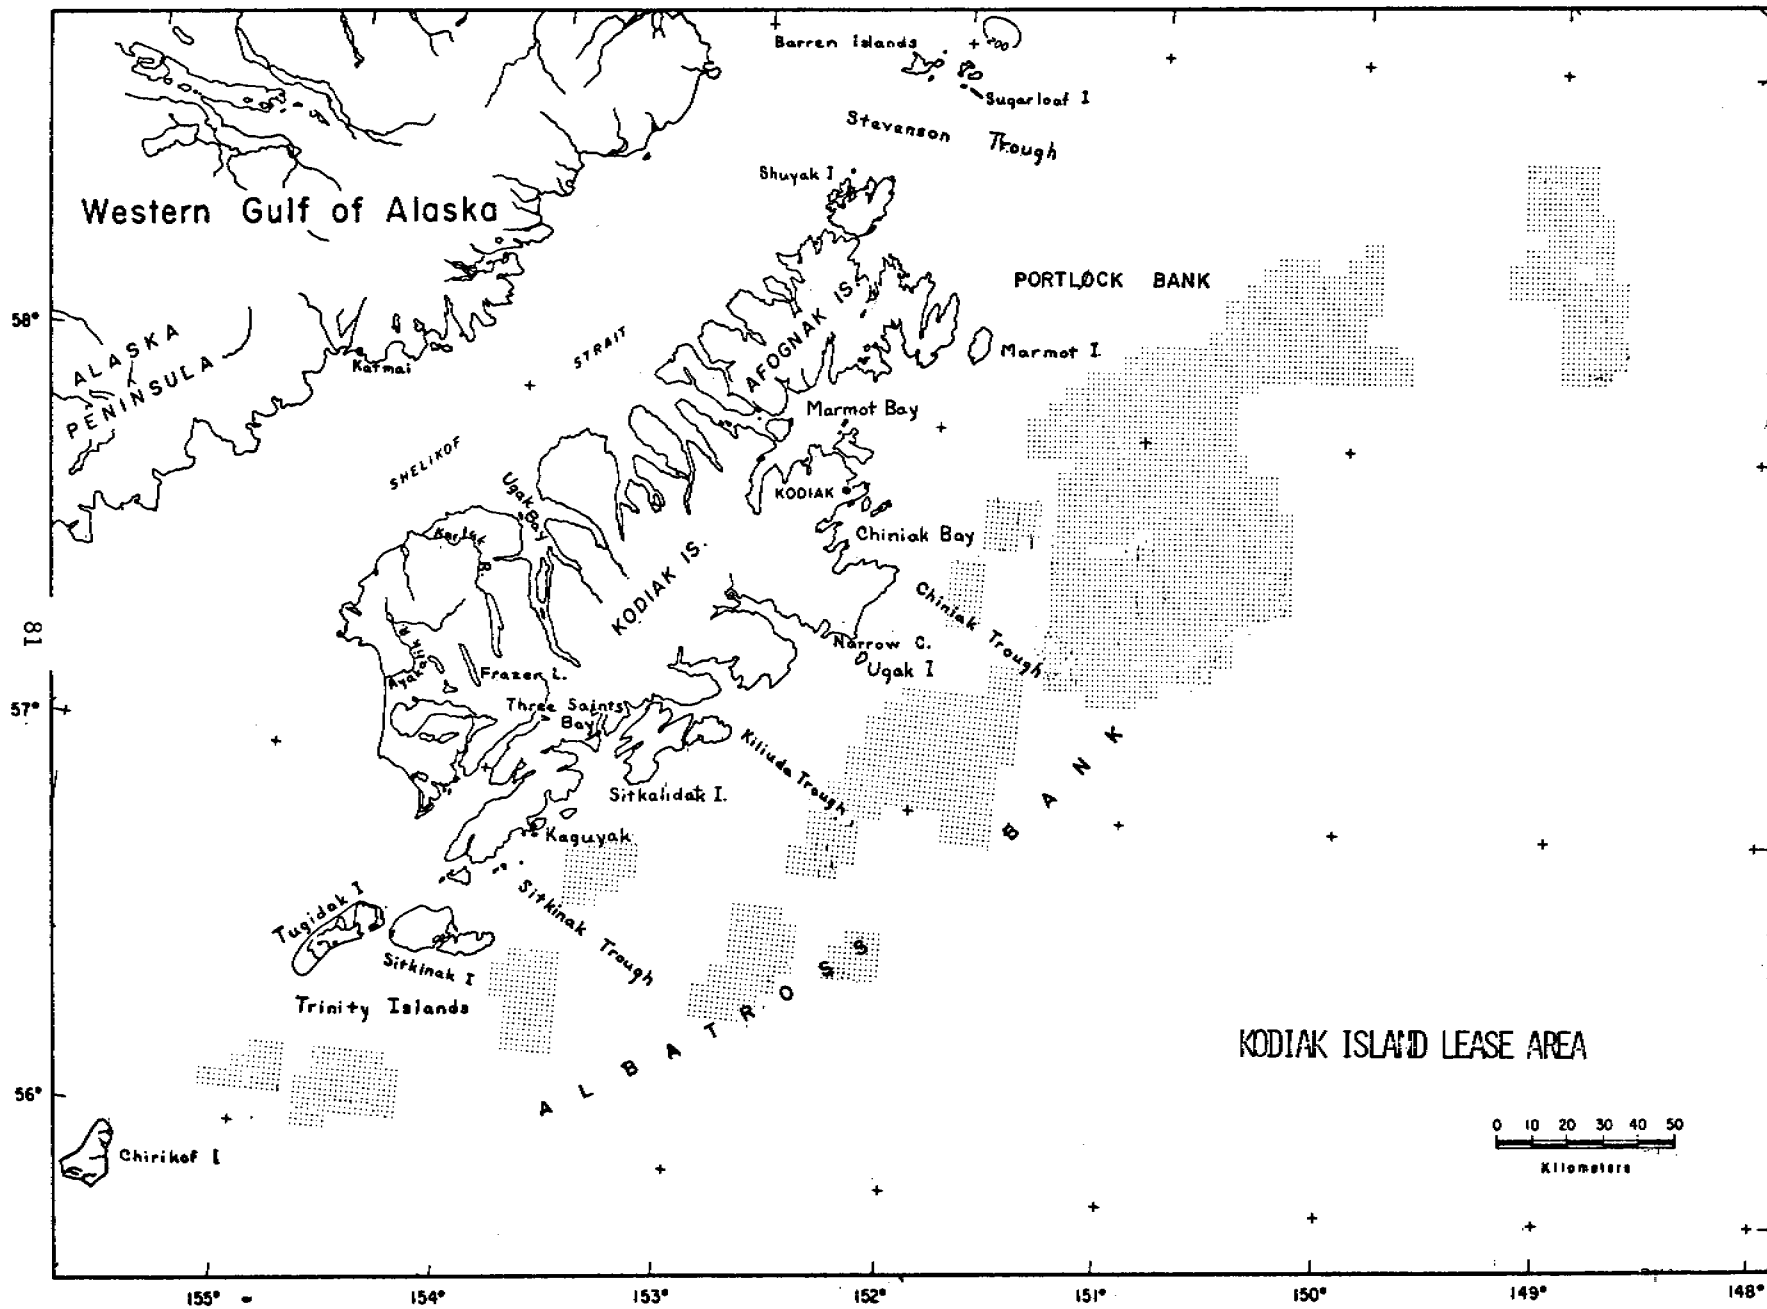 Barren Islands
200
Sugarloaf I
Stevenson Trough
Shuyak I
Western Gulf of Alaska
PORTLOCK BANK
AFOGNAK IS.
58°
ALASKA
PENINSULA
STRAIT
Katmai
Marmot I.
Marmot Bay
SHELIKOF
Ugak Bay
KODIAK
Chiniak Bay
Karluk
R.
KODIAK IS.
Chiniak Trough
81
Narrow C.
Ugak I
Frazer L.
Three Saints
Bay
57°
Kiliuda Trough
Sitkalidak I.
BANK
Kaguyak
Sitkinak Trough
Tugidak I
Sitkinak I
Trinity Islands
ALBATROSS
KODIAK ISLAND LEASE AREA
56°
Chirikof I
0 10 20 30 40 50
Kilometers
155° 154° 153° 152° 151° 150° 149° 148°